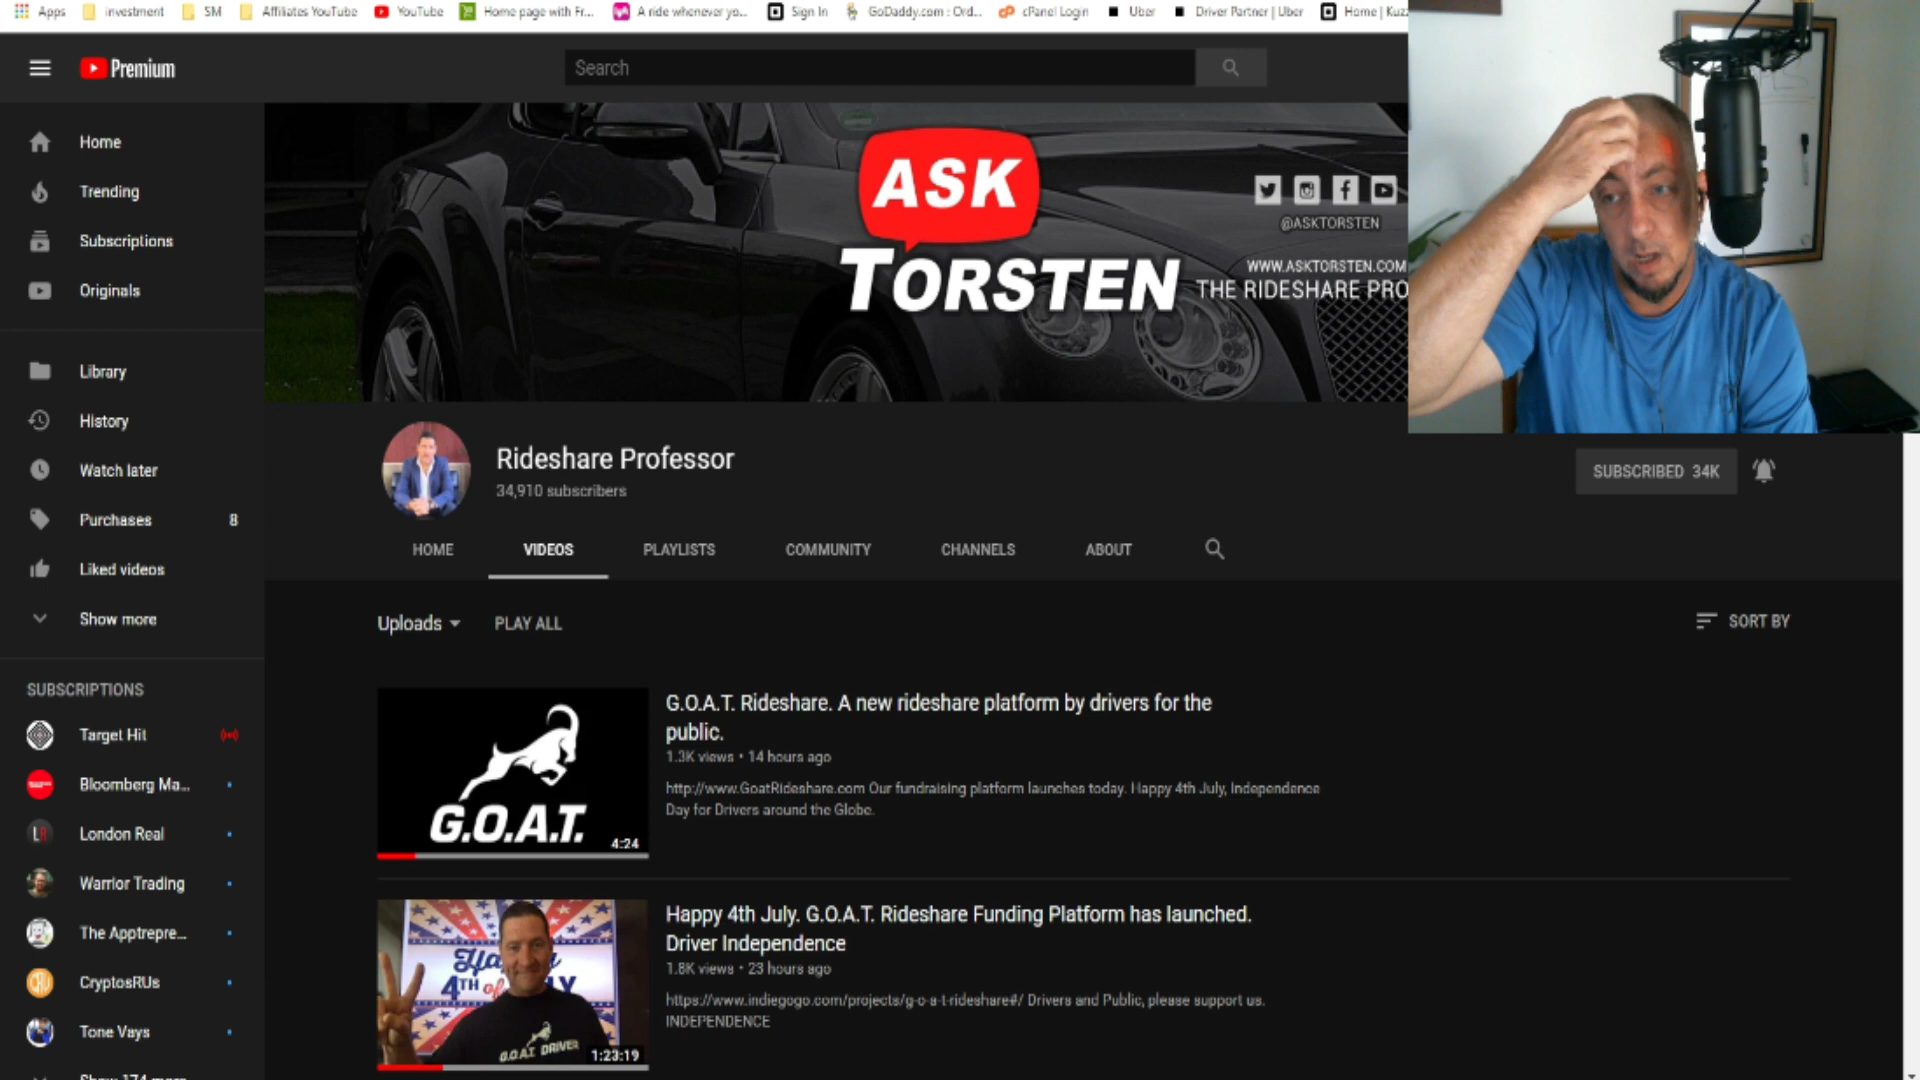 Apps investment SM Affiliates YouTube YouTube Home page with Fr... A ride whenever yo... Sign In GoDaddy.com : Ord... cPanel Login Uber Driver Partner | Uber Home | Kuzz
Premium
Search
Home
Trending
Subscriptions
Originals
Library
History
Watch later
Purchases 8
Liked videos
Show more
SUBSCRIPTIONS
Target Hit
Bloomberg Ma...
London Real
Warrior Trading
The Apptrepre...
CryptosRUs
Tone Vays
Show 174 more
ASK
TORSTEN
@ASKTORSTEN
WWW.ASKTORSTEN.COM
THE RIDESHARE PRO
Rideshare Professor
34,910 subscribers
SUBSCRIBED 34K
HOME VIDEOS PLAYLISTS COMMUNITY CHANNELS ABOUT
Uploads PLAY ALL
SORT BY
G.O.A.T.
4:24
G.O.A.T. Rideshare. A new rideshare platform by drivers for the
public.
1.3K views • 14 hours ago
http://www.GoatRideshare.com Our fundraising platform launches today. Happy 4th July, Independence
Day for Drivers around the Globe.
4TH of
G.O.A.T. DRIVER
1:23:19
Happy 4th July. G.O.A.T. Rideshare Funding Platform has launched.
Driver Independence
1.8K views • 23 hours ago
https://www.indiegogo.com/projects/g-o-a-t-rideshare#/ Drivers and Public, please support us.
INDEPENDENCE